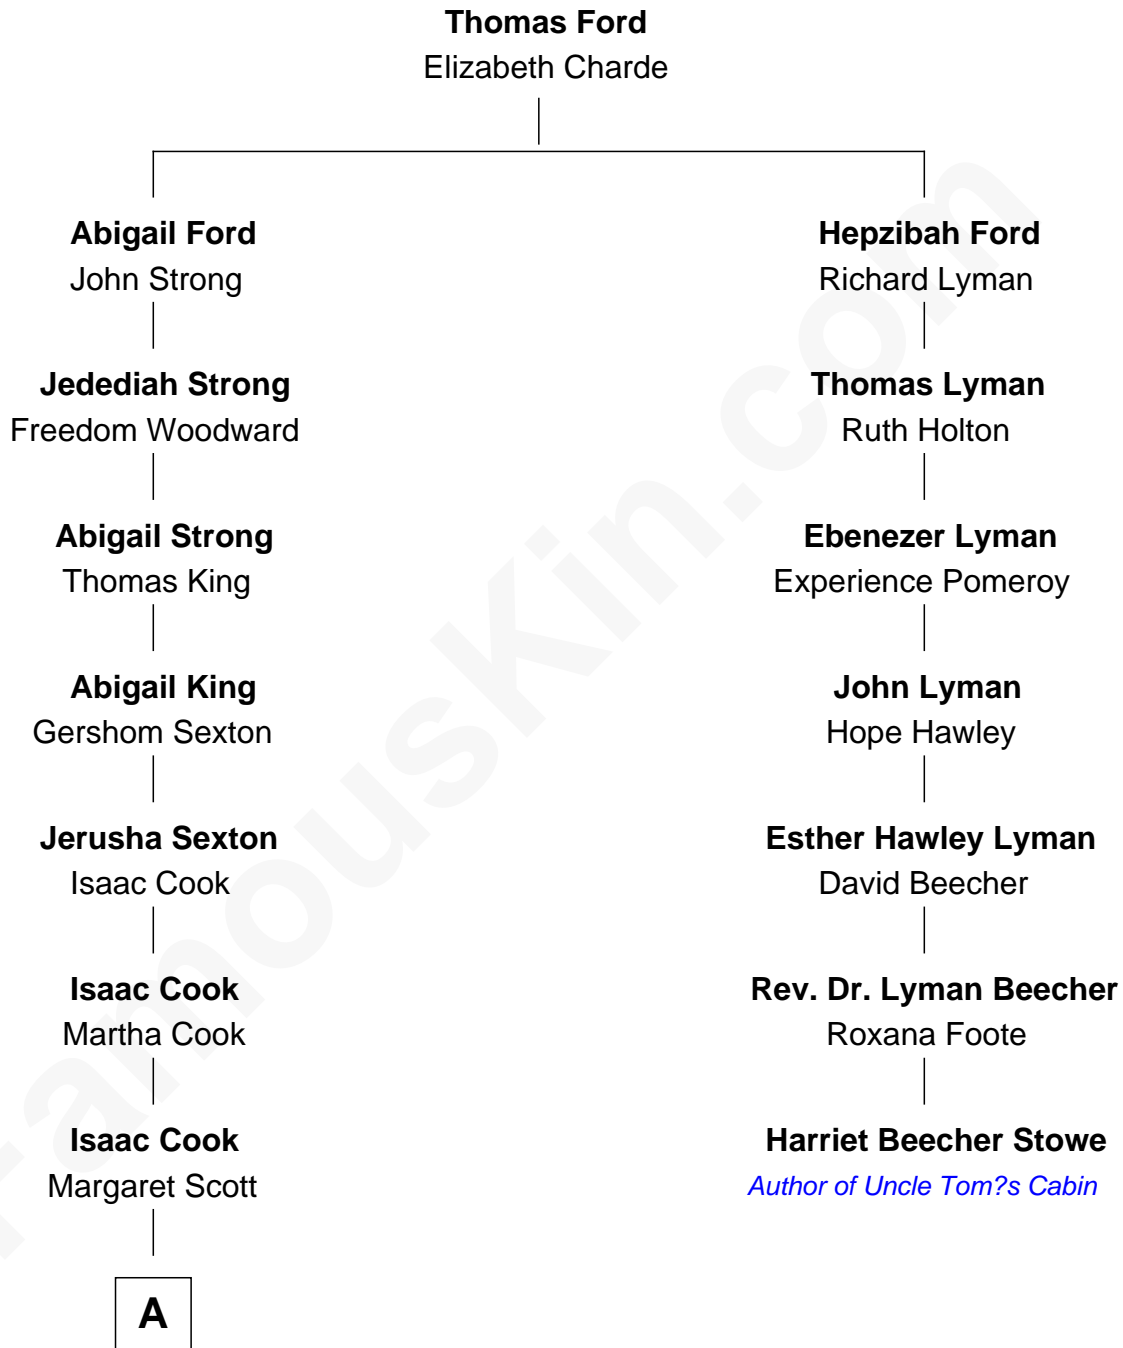 Thomas Ford
Elizabeth Charde
Abigail Ford
John Strong
Hepzibah Ford
Richard Lyman
Jedediah Strong
Freedom Woodward
Thomas Lyman
Ruth Holton
Abigail Strong
Thomas King
Ebenezer Lyman
Experience Pomeroy
Abigail King
Gershom Sexton
John Lyman
Hope Hawley
Jerusha Sexton
Isaac Cook
Esther Hawley Lyman
David Beecher
Isaac Cook
Martha Cook
Rev. Dr. Lyman Beecher
Roxana Foote
Isaac Cook
Margaret Scott
Harriet Beecher Stowe
Author of Uncle Tom?s Cabin
A
FamousKin.com